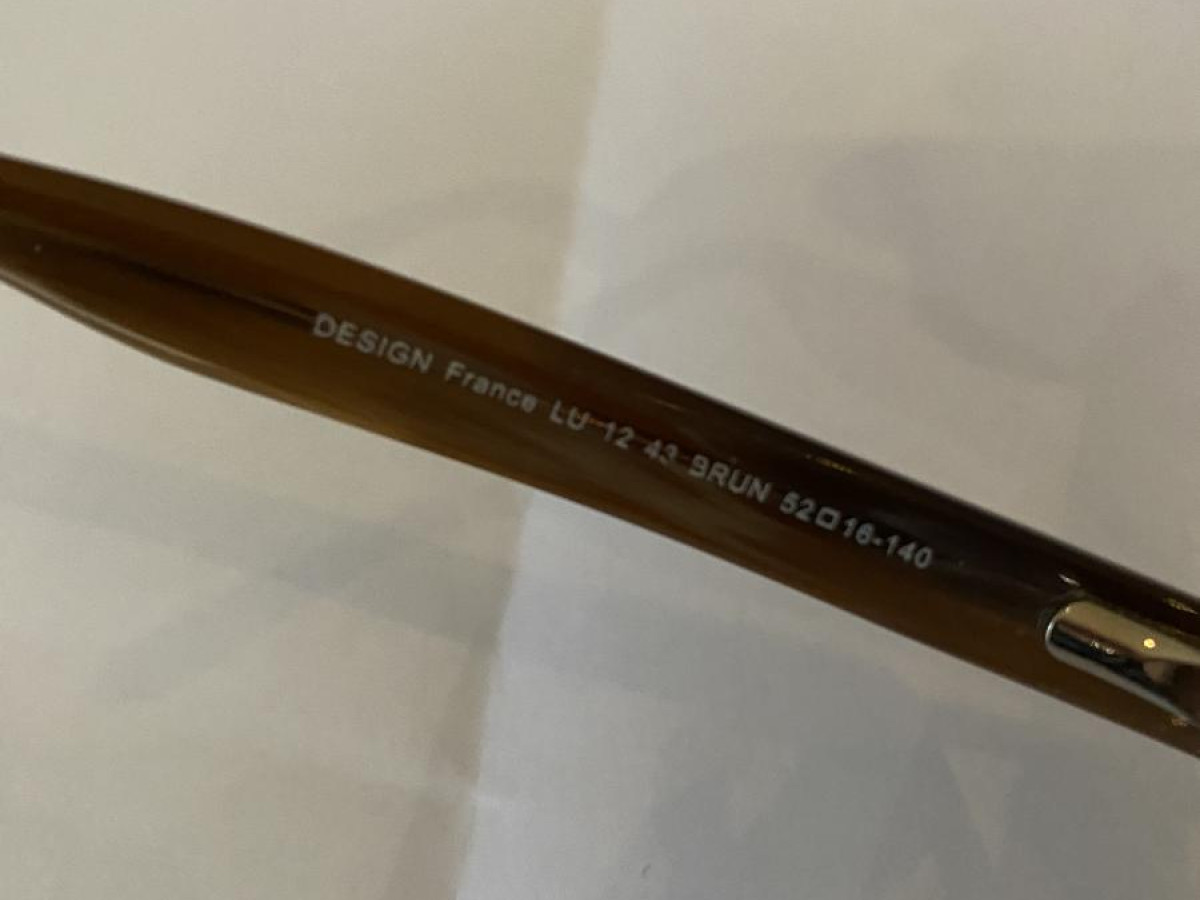 DESIGN France LU 12 43 BRUN 52□16-140